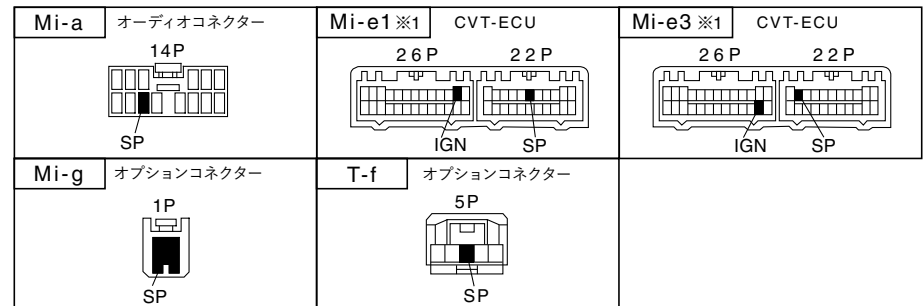 Mi-a オーディオコネクター
14P
SP
Mi-e1 ※1 CVT-ECU
26P 22P
IGN SP
Mi-e3 ※1 CVT-ECU
26P 22P
IGN SP
Mi-g オプションコネクター
1P
SP
T-f オプションコネクター
5P
SP